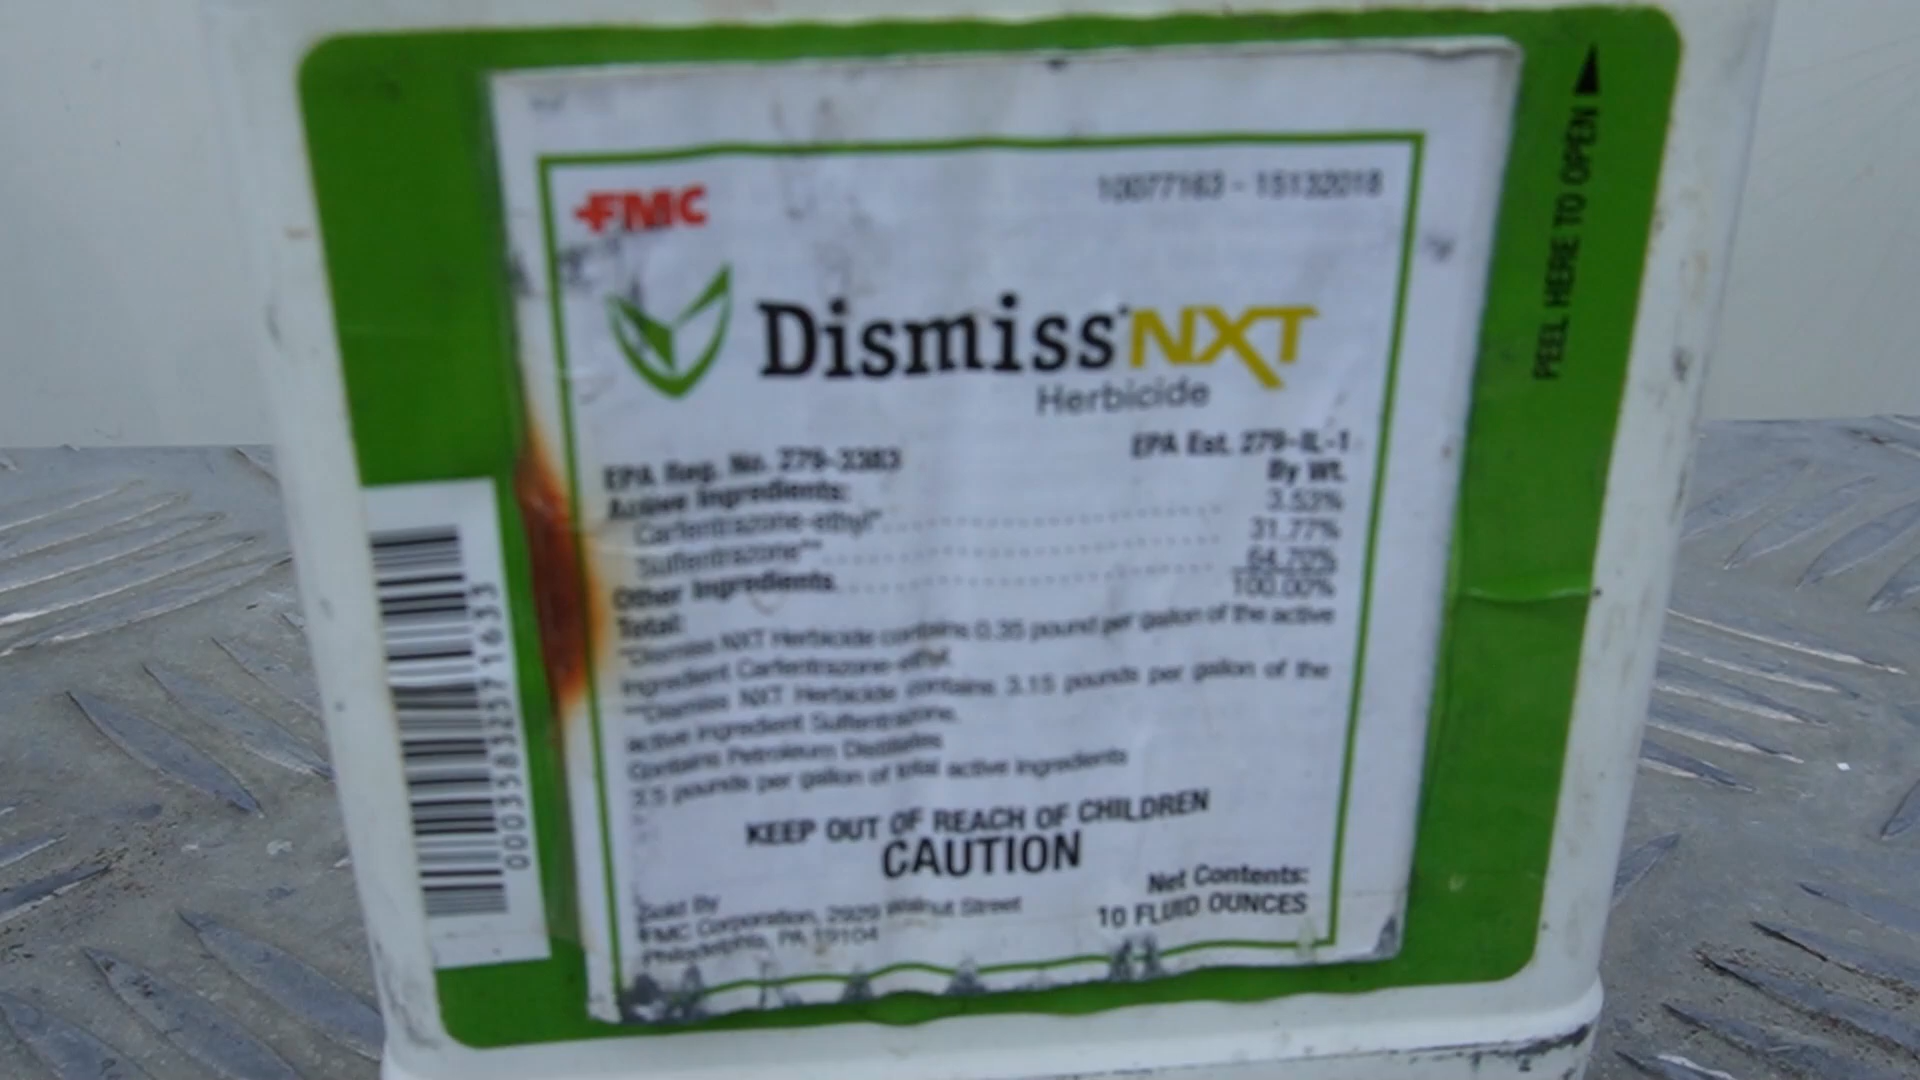 FMC
10077163 - 15132018
Dismiss NXT
Herbicide
EPA Reg. No. 279-3383
EPA Est. 279-IL-1
Active Ingredients:
By Wt.
Carfentrazone-ethyl* 3.53%
Sulfentrazone** 31.77%
Other Ingredients 64.70%
Total: 100.00%
*Dismiss NXT Herbicide contains 0.35 pound per gallon of the active
ingredient Carfentrazone-ethyl.
**Dismiss NXT Herbicide contains 3.15 pounds per gallon of the
active ingredient Sulfentrazone.
Contains Petroleum Distillates
3.5 pounds per gallon of total active ingredients
KEEP OUT OF REACH OF CHILDREN
CAUTION
Sold By
FMC Corporation, 2929 Walnut Street
Philadelphia, PA 19104
Net Contents:
10 FLUID OUNCES
PEEL HERE TO OPEN